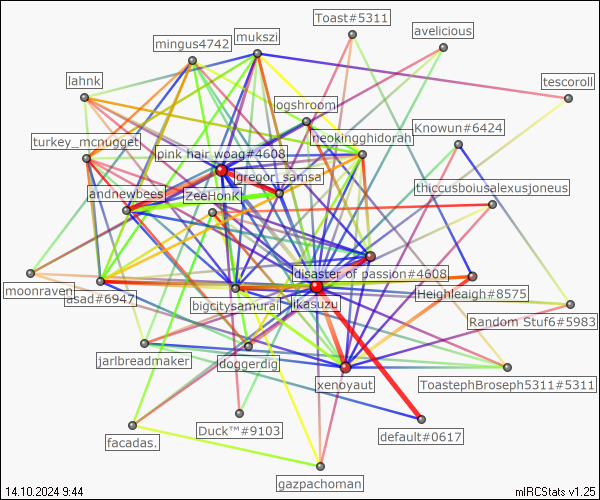 Toast#5311
avelicious
mukszi
mingus4742
lahnk
tescoroll
ogshroom
Knowun#6424
neokingghidorah
turkey_mcnugget
pink hair woag#4608
gregor_samsa
thiccusboiusalexusjoneus
andnewbees
ZeeHonK
disaster of passion#4608
moonraven
asad#6947
bigcitysamurai
ikasuzu
Heighleaigh#8575
Random Stuf6#5983
jarlbreadmaker
doggerdig
xenoyaut
ToastephBroseph5311#5311
facadas.
Duck™#9103
default#0617
gazpachoman
14.10.2024 9:44
mIRCStats v1.25